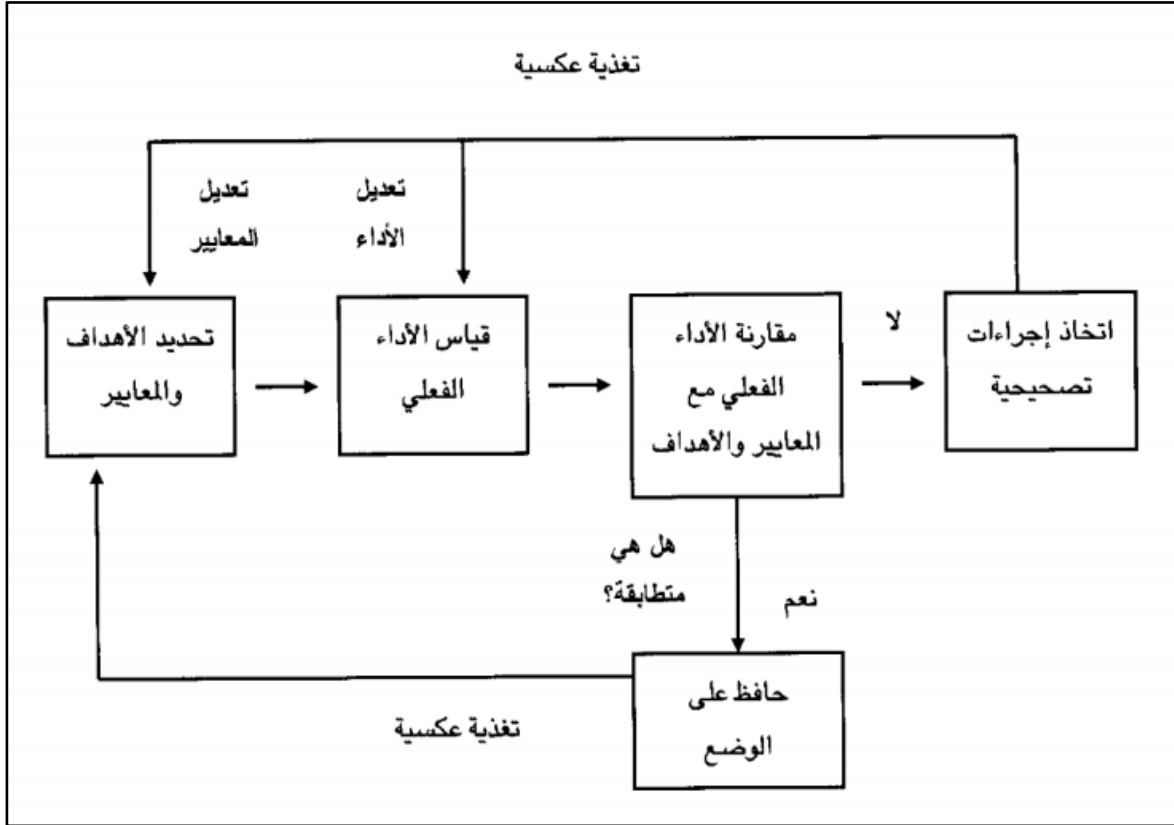 تغذية عكسية
تعديل
المعايير
تعديل
الأداء
تحديد الأهداف
والمعايير
قياس الأداء
الفعلي
مقارنة الأداء
الفعلي مع
المعايير والأهداف
لا
اتخاذ إجراءات
تصحيحية
هل هي
متطابقة؟
نعم
حافظ على
الوضع
تغذية عكسية